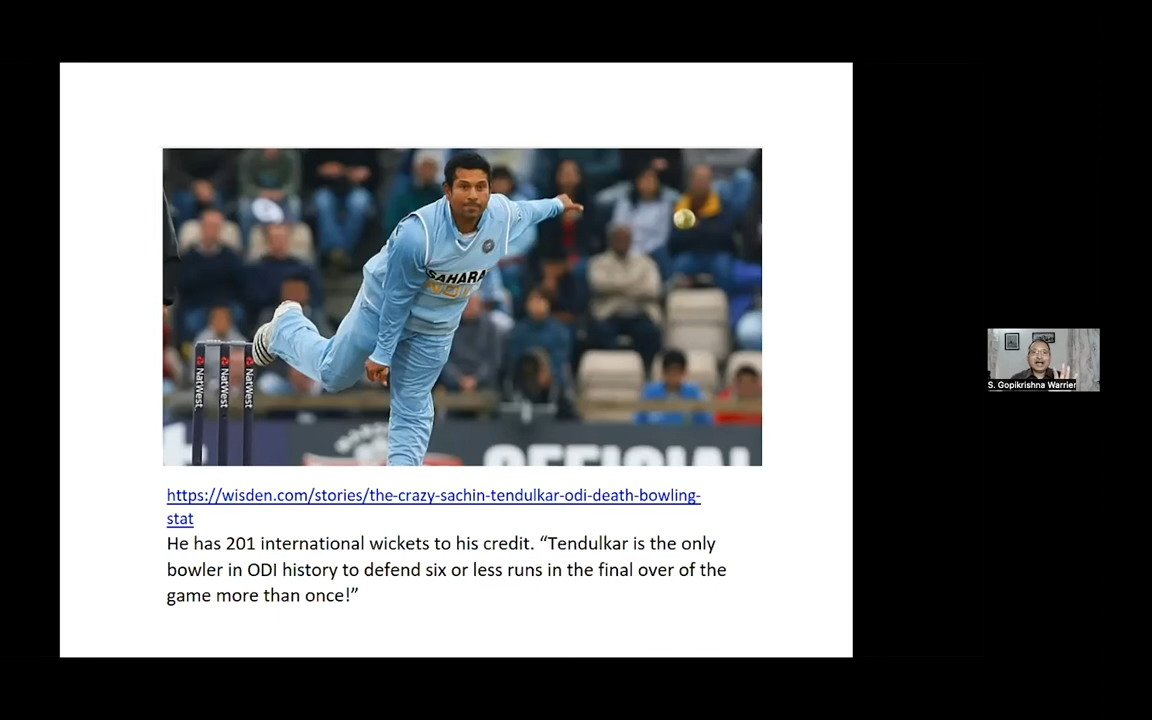 SAHARA
NatWest
NatWest
NatWest
OFFICIAL
https://wisden.com/stories/the-crazy-sachin-tendulkar-odi-death-bowling-
stat
He has 201 international wickets to his credit. “Tendulkar is the only
bowler in ODI history to defend six or less runs in the final over of the
game more than once!”
S. Gopikrishna Warrier